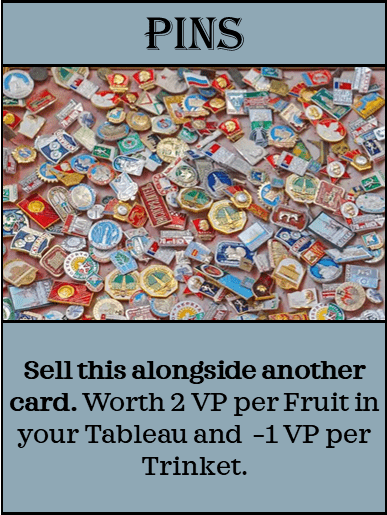 PINS
Sell this alongside another
card. Worth 2 VP per Fruit in
your Tableau and -1 VP per
Trinket.